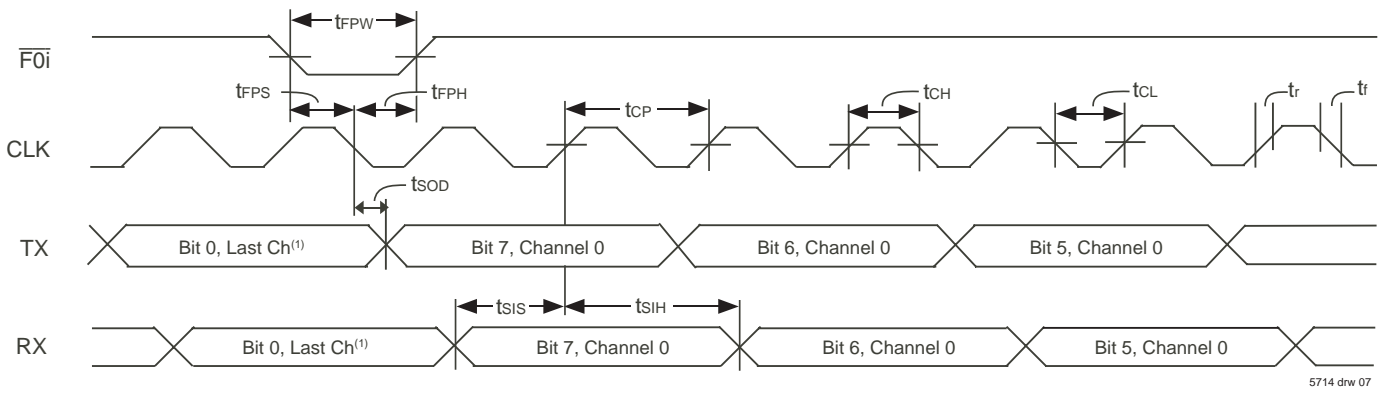 tFPW
F0i
tFPS
tFPH
tCP
tCH
tCL
tr
tf
CLK
tSOD
TX
Bit 0, Last Ch(1)
Bit 7, Channel 0
Bit 6, Channel 0
Bit 5, Channel 0
tSIS
tSIH
RX
Bit 0, Last Ch(1)
Bit 7, Channel 0
Bit 6, Channel 0
Bit 5, Channel 0
5714 drw 07